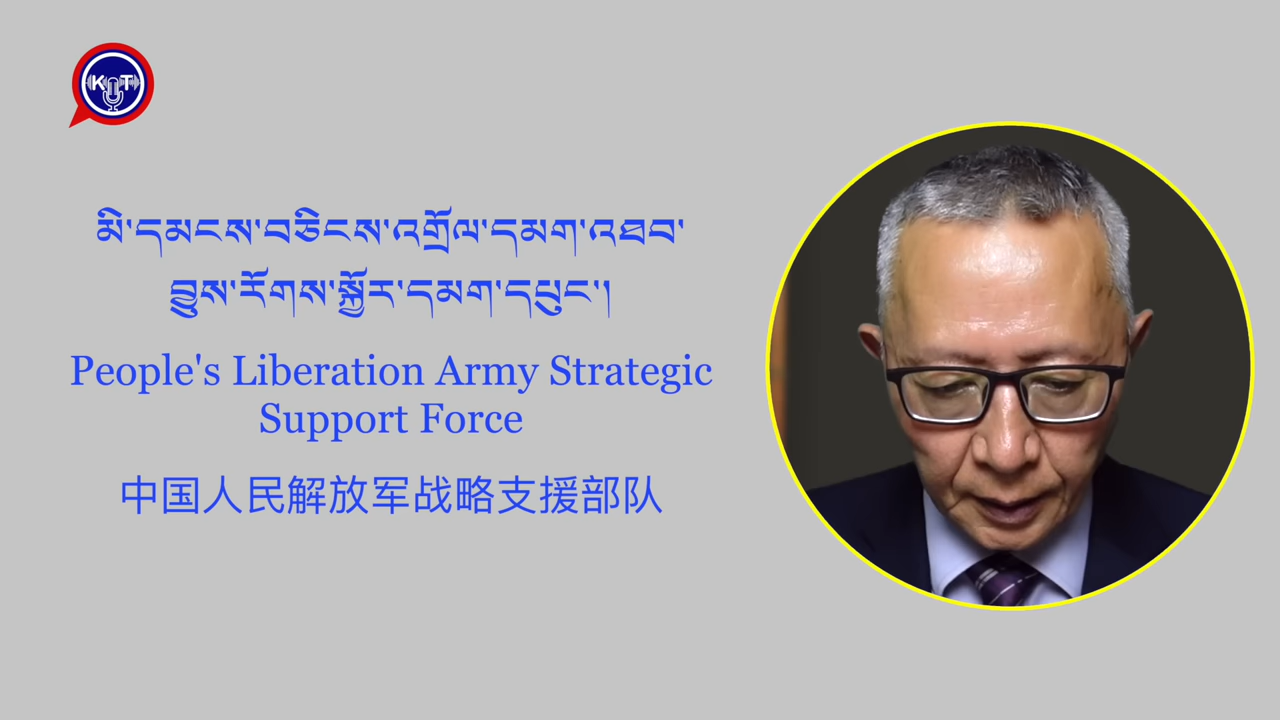 KT
མི་དམངས་བཅིངས་འགྲོལ་དམག་འཐབ་
བྱུས་རོགས་སྐྱོར་དམག་དཔུང་།
People's Liberation Army Strategic
Support Force
中国人民解放军战略支援部队